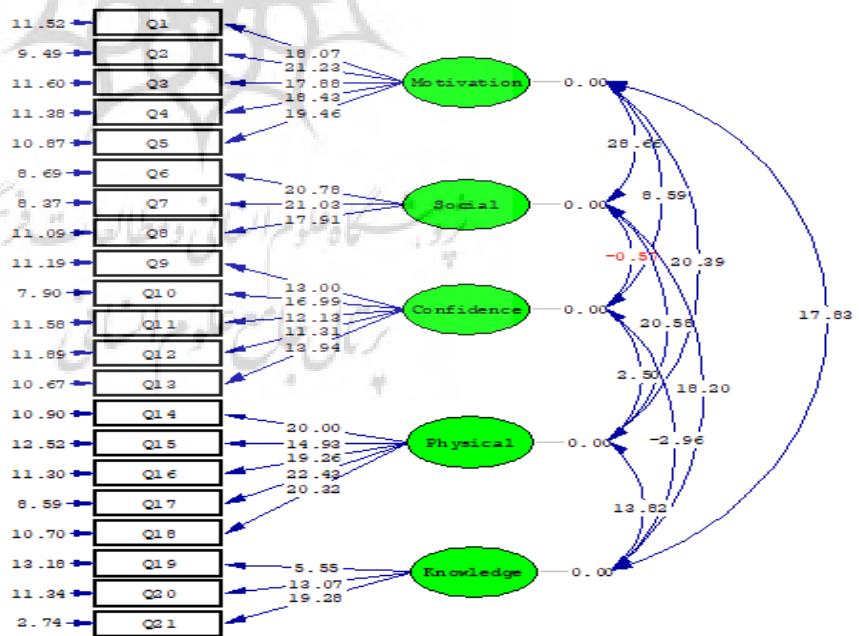 11.52 Q1
9.49 Q2
11.60 Q3
11.38 Q4
10.87 Q5
8.69 Q6
8.37 Q7
11.09 Q8
11.19 Q9
7.90 Q10
11.58 Q11
11.89 Q12
10.67 Q13
10.90 Q14
12.52 Q15
11.30 Q16
8.59 Q17
10.70 Q18
13.18 Q19
11.34 Q20
2.74 Q21
18.07
21.23
17.88
18.43
19.46
20.78
21.03
17.91
13.00
16.99
12.13
11.31
13.94
20.00
14.93
19.26
22.43
20.32
5.55
13.07
19.28
Motivation 0.00
Social 0.00
Confidence 0.00
Physical 0.00
Knowledge 0.00
28.66
8.59
-0.57 20.39
20.58
17.83
2.50
18.20
-2.96
13.82